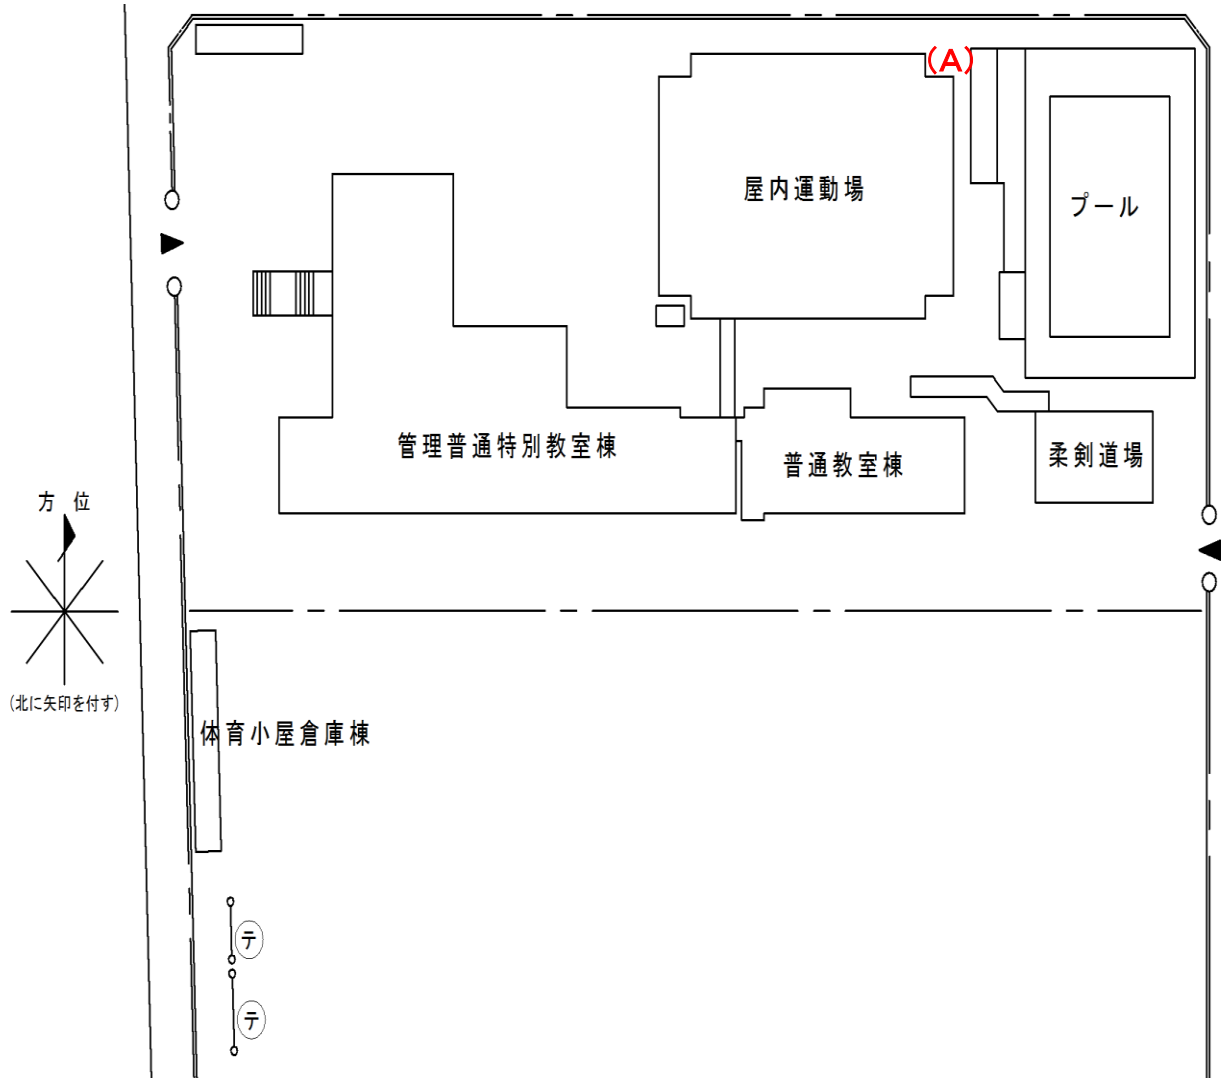 (A)
屋内運動場
プール
管理普通特別教室棟
普通教室棟
柔剣道場
方 位
(北に矢印を付す)
体育小屋倉庫棟
テ
テ